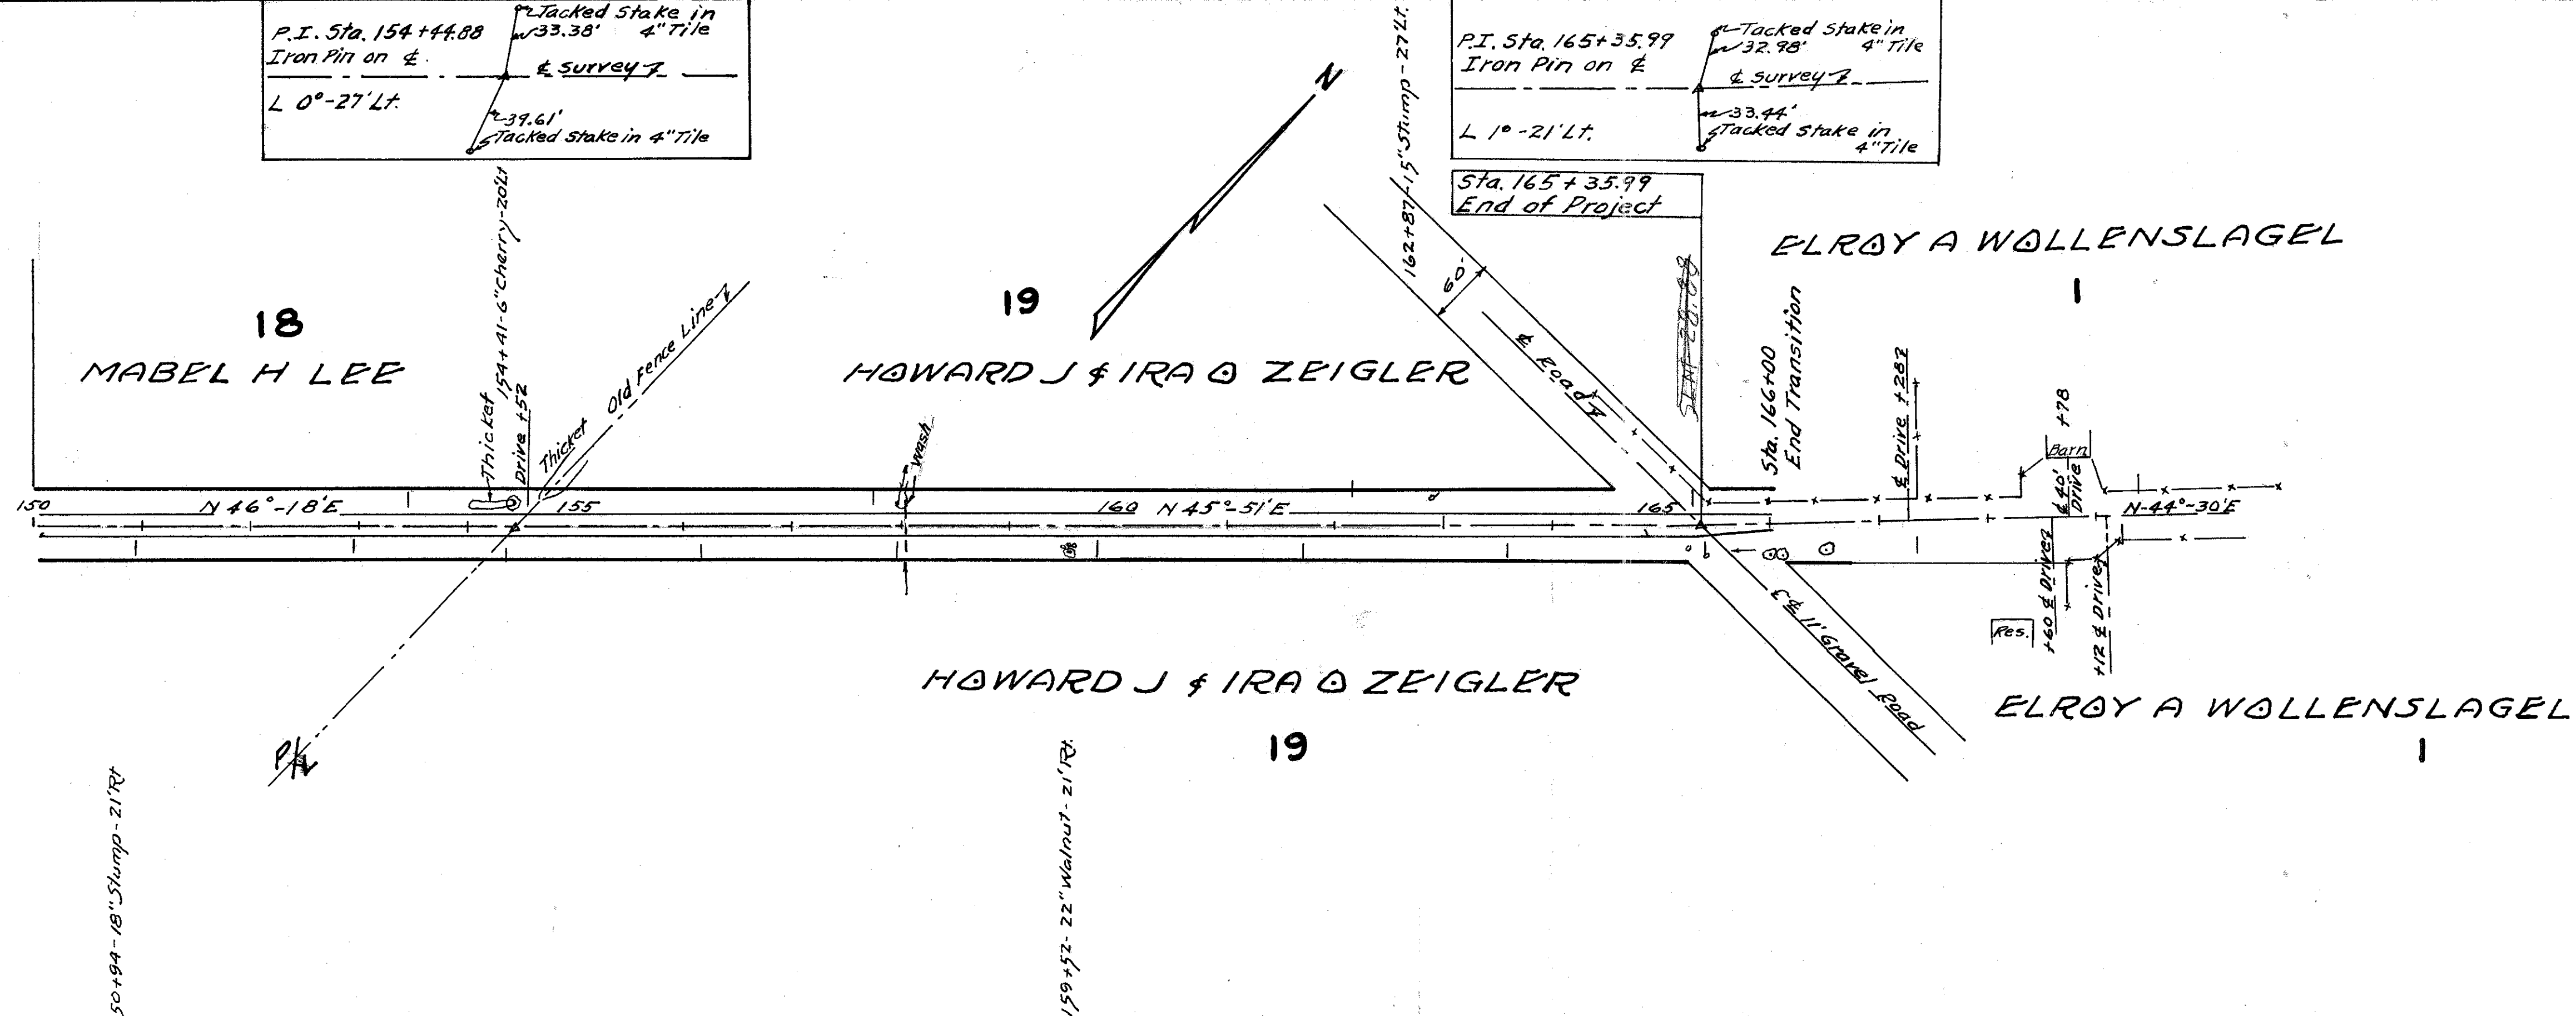 P.I. Sta. 154+44.88
Iron Pin on ℄.
L 0°-27' Lt.
Tacked Stake in
33.38' 4" Tile
℄ survey
39.61'
Tacked Stake in 4" Tile
P.I. Sta. 165+35.99
Iron Pin on ℄
L 1°-21' Lt.
Tacked Stake in
32.98' 4" Tile
℄ survey
33.44'
Tacked Stake in
4" Tile
N
162+87-15" Stump-27' Lt.
Sta. 165+35.99
End of Project
18
MABEL H LEE
154+41-6" Cherry-20' Lt
Thicket
Drive +52
Thicket
Old Fence Line
19
HOWARD J & IRA O ZEIGLER
wash
60'
℄ Road
Sta. 166+00
End Transition
ELROY A WOLLENSLAGEL
1
℄ Drive +282
+78
Barn
℄ 40'
Drive
150
N 46°-18' E
155
160
N 45°-51' E
165
N-44°-30' E
+60 ℄ Drive
+12 ℄ Drive
Res.
11' Gravel Road
HOWARD J & IRA O ZEIGLER
19
ELROY A WOLLENSLAGEL
1
P/L
50+94-18" Stump-21' Rt
159+52-22" Walnut-21' Rt.